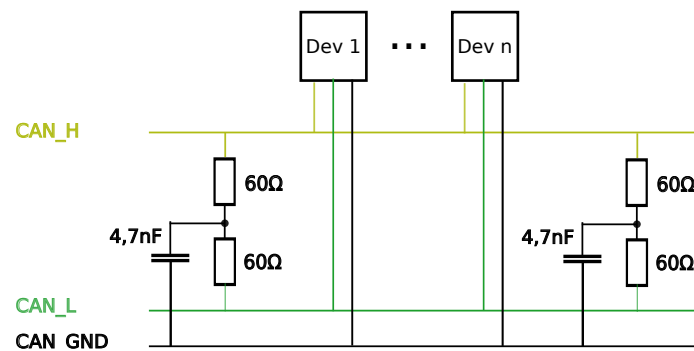 Dev 1 ... Dev n
CAN_H
60Ω 60Ω
4,7nF 4,7nF
60Ω 60Ω
CAN_L
CAN_GND